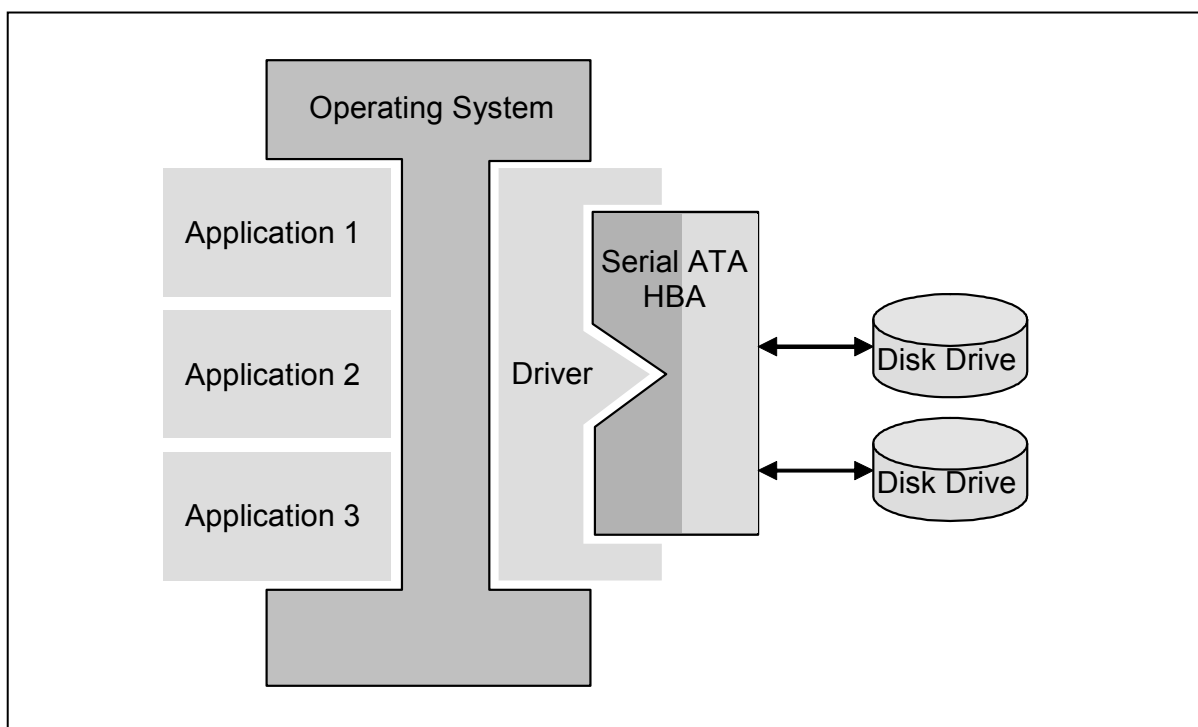 Operating System
Application 1
Application 2
Application 3
Driver
Serial ATA
HBA
Disk Drive
Disk Drive